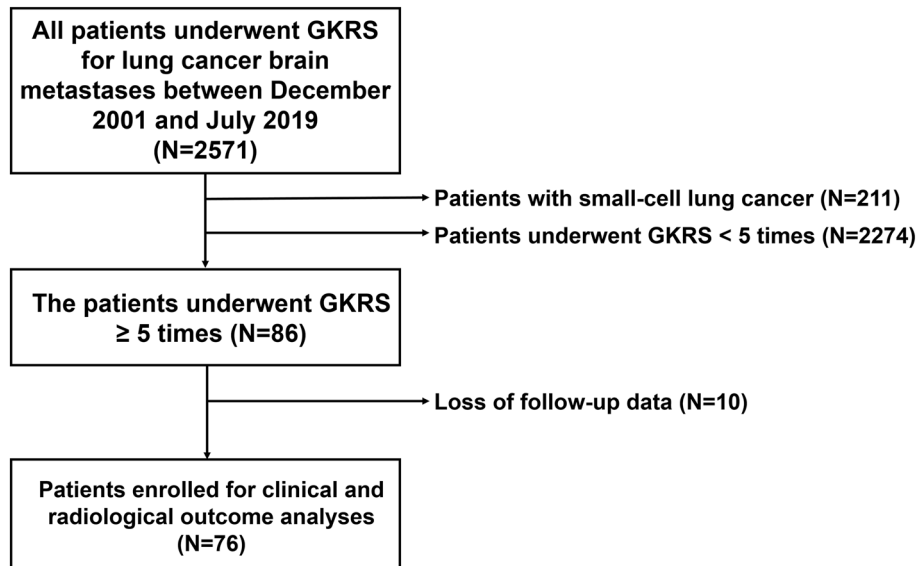 All patients underwent GKRS
for lung cancer brain
metastases between December
2001 and July 2019
(N=2571)
Patients with small-cell lung cancer (N=211)
Patients underwent GKRS < 5 times (N=2274)
The patients underwent GKRS
≥ 5 times (N=86)
Loss of follow-up data (N=10)
Patients enrolled for clinical and
radiological outcome analyses
(N=76)